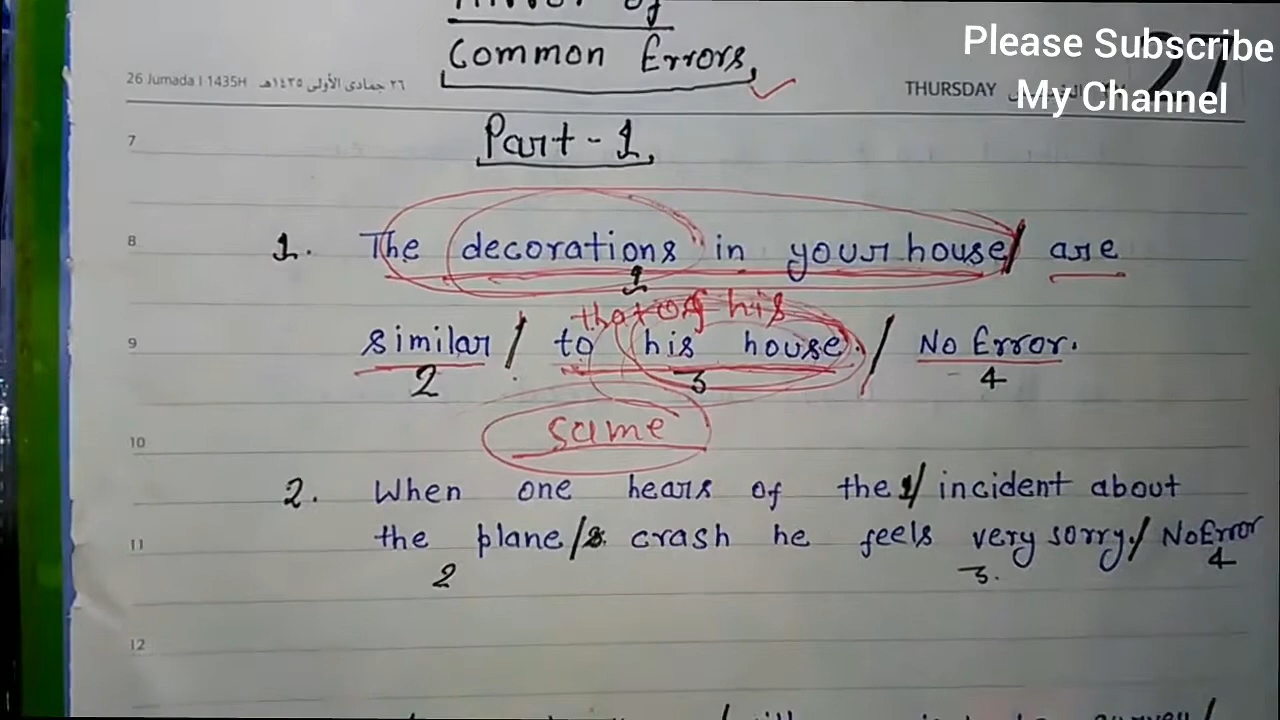 of
Common Errors,
Please Subscribe
My Channel
26 Jumada I 1435H ٢٦ جمادى الأولى ١٤٣٥هـ
THURSDAY
27
Part-1,
7
8 1. The decorations in your house/ are
1
that of his
9 similar / to his house. / No Error.
2 3 4
same
10
2. When one hears of the 1/ incident about
11 the plane/ crash he feels very sorry./ No Error
2 3. 4
12